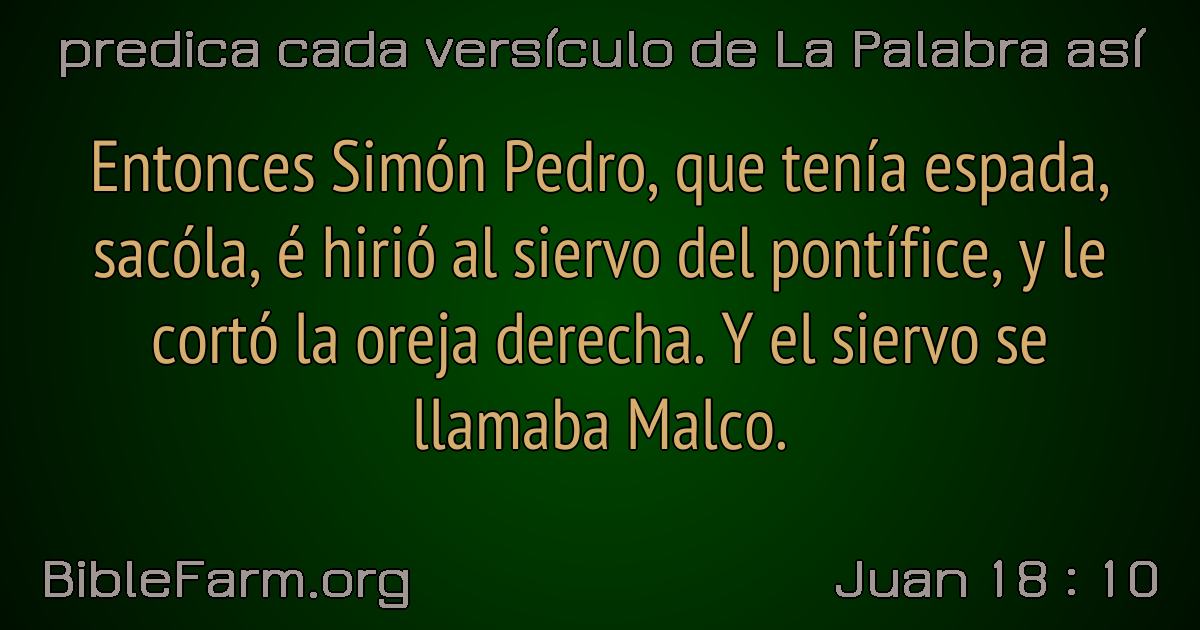 predica cada versículo de La Palabra así
Entonces Simón Pedro, que tenía espada,
sacóla, é hirió al siervo del pontífice, y le
cortó la oreja derecha. Y el siervo se
llamaba Malco.
BibleFarm.org
Juan 18 : 10